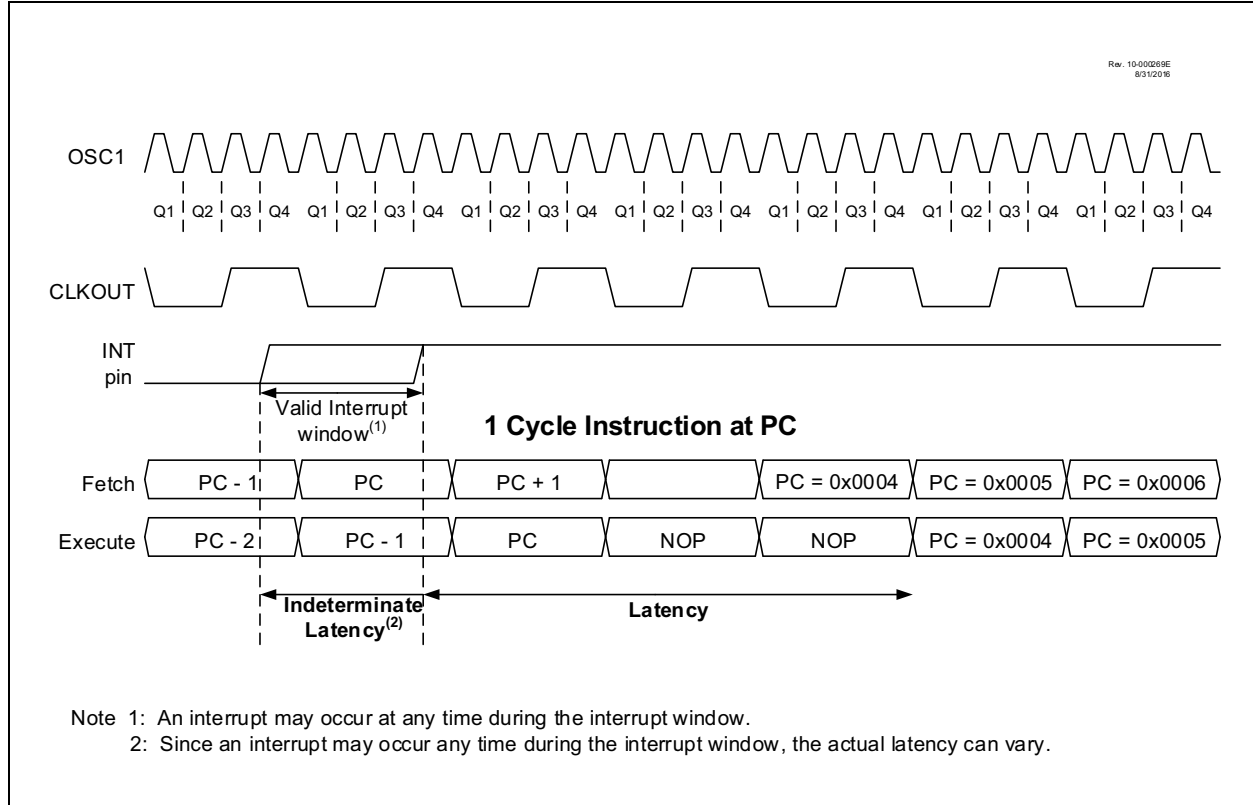 Rev. 10-000269E
8/31/2016
OSC1
Q1 Q2 Q3 Q4 Q1 Q2 Q3 Q4 Q1 Q2 Q3 Q4 Q1 Q2 Q3 Q4 Q1 Q2 Q3 Q4 Q1 Q2 Q3 Q4 Q1 Q2 Q3 Q4
CLKOUT
INT
pin
Valid Interrupt
window(1)
1 Cycle Instruction at PC
Fetch PC - 1 PC PC + 1 PC = 0x0004 PC = 0x0005 PC = 0x0006
Execute PC - 2 PC - 1 PC NOP NOP PC = 0x0004 PC = 0x0005
Indeterminate
Latency(2)
Latency
Note 1: An interrupt may occur at any time during the interrupt window.
2: Since an interrupt may occur any time during the interrupt window, the actual latency can vary.